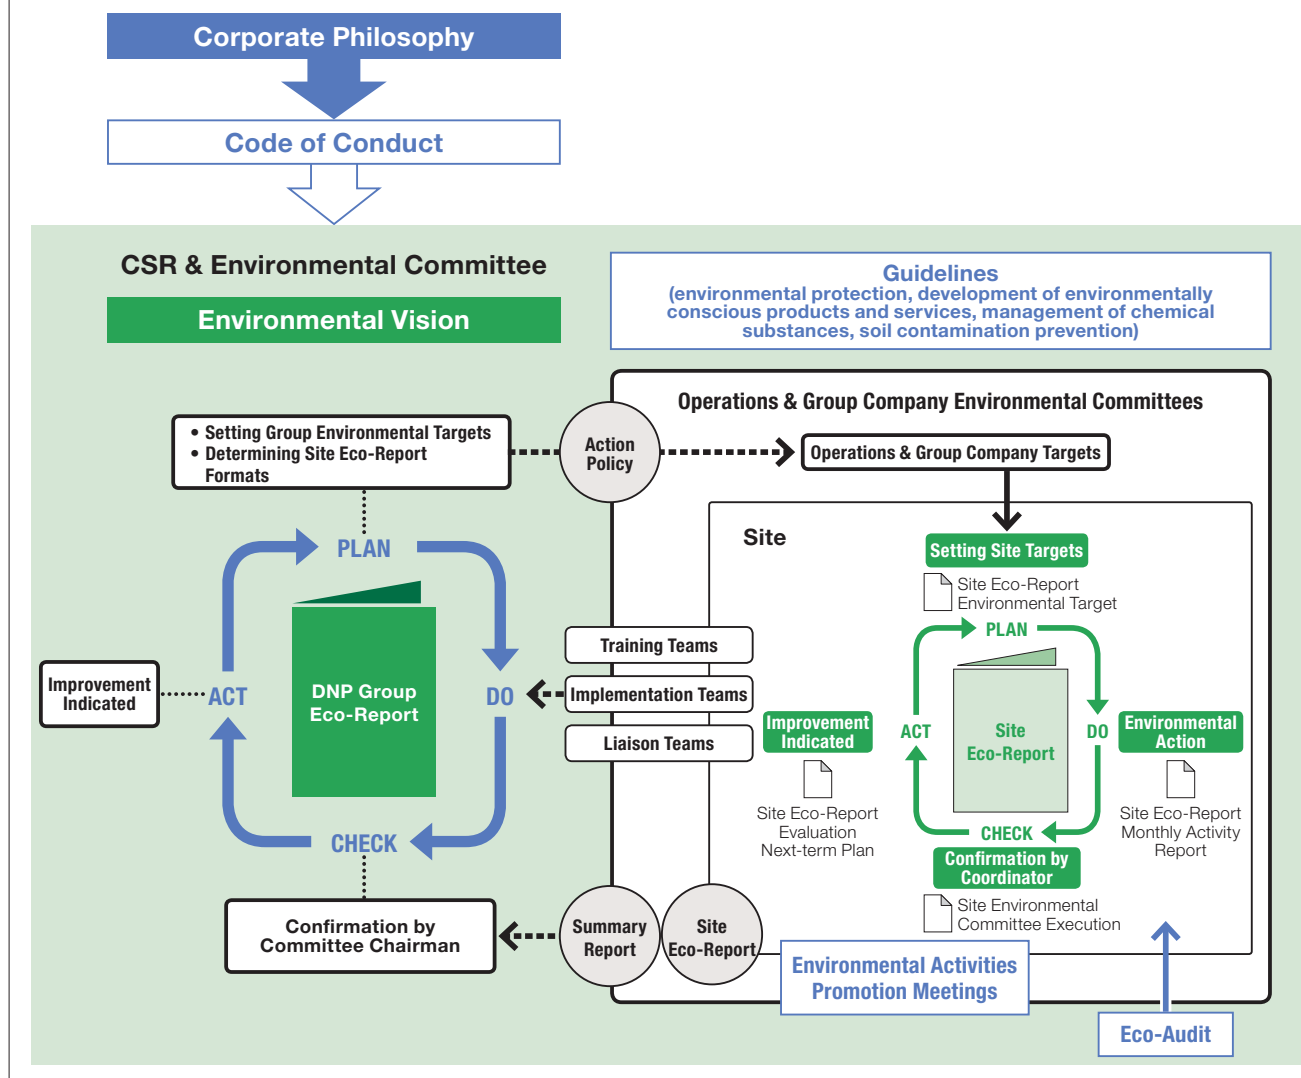 Corporate Philosophy
Code of Conduct
CSR & Environmental Committee
Environmental Vision
Guidelines
(environmental protection, development of environmentally
conscious products and services, management of chemical
substances, soil contamination prevention)
Operations & Group Company Environmental Committees
• Setting Group Environmental Targets
• Determining Site Eco-Report
Formats
Action
Policy
Operations & Group Company Targets
Site
Setting Site Targets
Site Eco-Report
Environmental Target
PLAN
DNP Group
Eco-Report
DO
CHECK
ACT
Improvement
Indicated
Training Teams
Implementation Teams
Liaison Teams
PLAN
Site
Eco-Report
DO
CHECK
ACT
Improvement
Indicated
Site Eco-Report
Evaluation
Next-term Plan
Environmental
Action
Site Eco-Report
Monthly Activity
Report
Confirmation by
Coordinator
Site Environmental
Committee Execution
Confirmation by
Committee Chairman
Summary
Report
Site
Eco-Report
Environmental Activities
Promotion Meetings
Eco-Audit